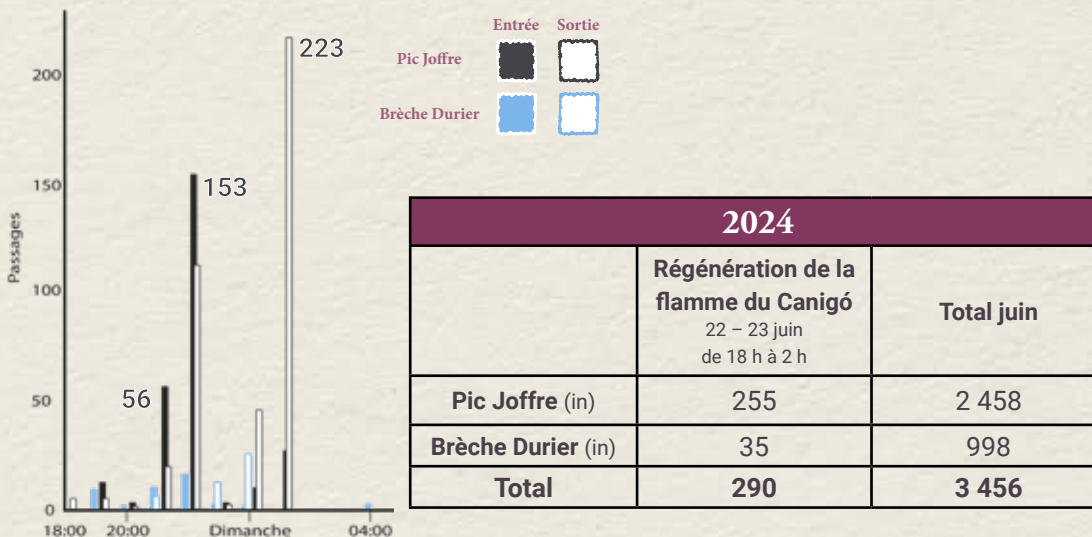 Passages
200
150
100
50
0
223
153
56
18:00 20:00 Dimanche 04:00
Entrée Sortie
Pic Joffre
Brèche Durier
2024
Régénération de la
flamme du Canigó
22 – 23 juin
de 18 h à 2 h
Total juin
Pic Joffre (in) 255 2 458
Brèche Durier (in) 35 998
Total 290 3 456